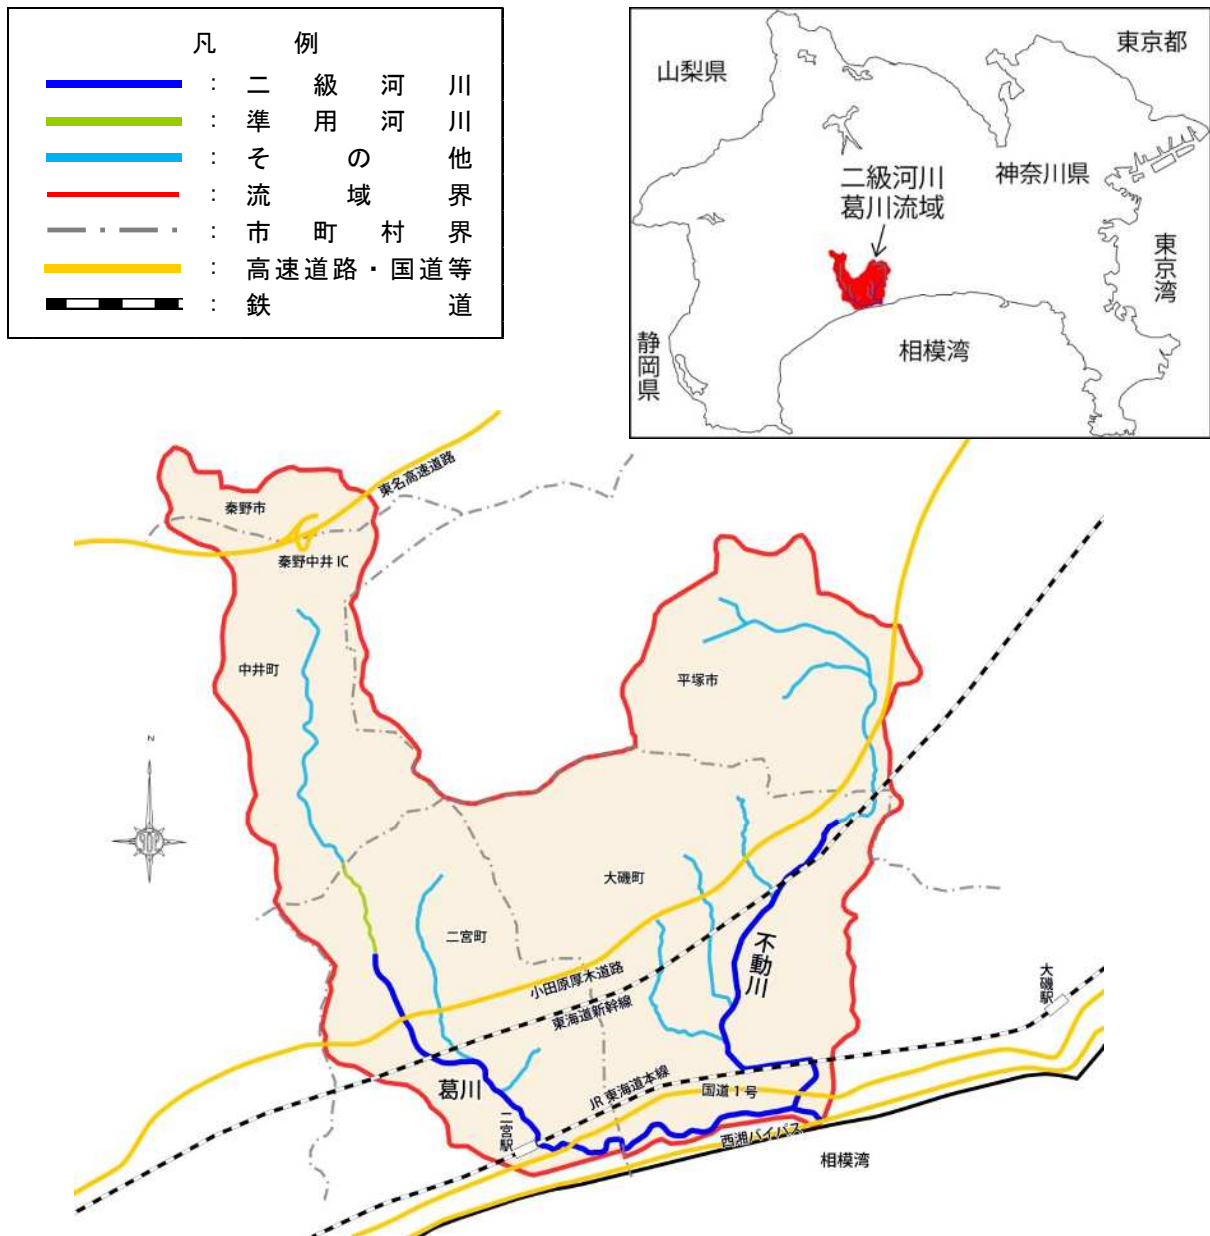 凡 例
： 二級河川
： 準用河川
： その他
： 流域界
： 市町村界
： 高速道路・国道等
： 鉄道
東京都
山梨県
神奈川県
二級河川
葛川流域
東京湾
相模湾
静岡県
東名高速道路
秦野市
秦野中井IC
中井町
平塚市
N
大磯町
二宮町
不動川
小田原厚木道路
東海道新幹線
大磯駅
葛川
JR東海道本線
国道1号
二宮駅
西湘バイパス
相模湾